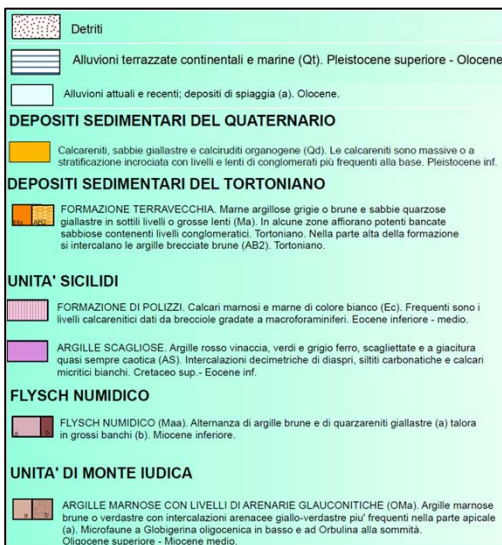 Detriti
Alluvioni terrazzate continentali e marine (Qt). Pleistocene superiore - Olocene
Alluvioni attuali e recenti; depositi di spiaggia (a). Olocene.
DEPOSITI SEDIMENTARI DEL QUATERNARIO
Calcareniti, sabbie giallastre e calciruditi organogene (Qd). Le calcareniti sono massive o a
stratificazione incrociata con livelli e lenti di conglomerati più frequenti alla base. Pleistocene inf.
DEPOSITI SEDIMENTARI DEL TORTONIANO
Ma AB2
FORMAZIONE TERRAVECCHIA. Marne argillose grigie o brune e sabbie quarzose
giallastre in sottili livelli o grosse lenti (Ma). In alcune zone affiorano potenti bancate
sabbiose contenenti livelli conglomeratici. Tortoniano. Nella parte alta della formazione
si intercalano le argille brecciate brune (AB2). Tortoniano.
UNITA' SICILIDI
FORMAZIONE DI POLIZZI. Calcari marnosi e marne di colore bianco (Ec). Frequenti sono i
livelli calcarenitici dati da brecciole gradate a macroforaminiferi. Eocene inferiore - medio.
ARGILLE SCAGLIOSE. Argille rosso vinaccia, verdi e grigio ferro, scagliettate e a giacitura
quasi sempre caotica (AS). Intercalazioni decimetriche di diaspri, siltiti carbonatiche e calcari
micritici bianchi. Cretaceo sup.- Eocene inf.
FLYSCH NUMIDICO
a b
FLYSCH NUMIDICO (Maa). Alternanza di argille brune e di quarzareniti giallastre (a) talora
in grossi banchi (b). Miocene inferiore.
UNITA' DI MONTE IUDICA
a b
ARGILLE MARNOSE CON LIVELLI DI ARENARIE GLAUCONITICHE (OMa). Argille marnose
brune o verdastre con intercalazioni arenacee giallo-verdastre piu' frequenti nella parte apicale
(a). Microfaune a Globigerina oligocenica in basso e ad Orbulina alla sommità.
Oligocene superiore - Miocene medio.